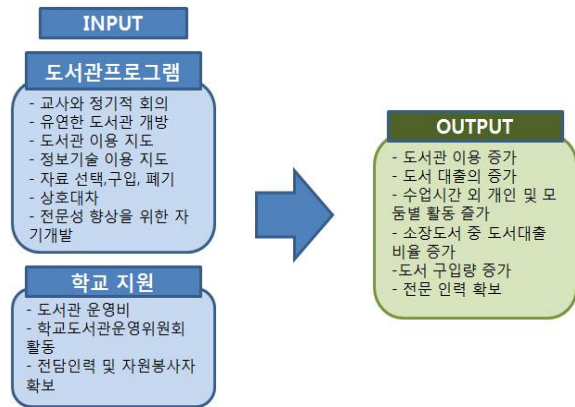 INPUT
도서관프로그램
- 교사와 정기적 회의
- 유연한 도서관 개방
- 도서관 이용 지도
- 정보기술 이용 지도
- 자료 선택,구입, 폐기
- 상호대차
- 전문성 향상을 위한 자
기개발
학교 지원
- 도서관 운영비
- 학교도서관운영위원회
활동
- 전담인력 및 자원봉사자
확보
OUTPUT
- 도서관 이용 증가
- 도서 대출의 증가
- 수업시간 외 개인 및 모
둠별 활동 즐가
- 소장도서 중 도서대출
비율 증가
-도서 구입량 증가
- 전문 인력 확보